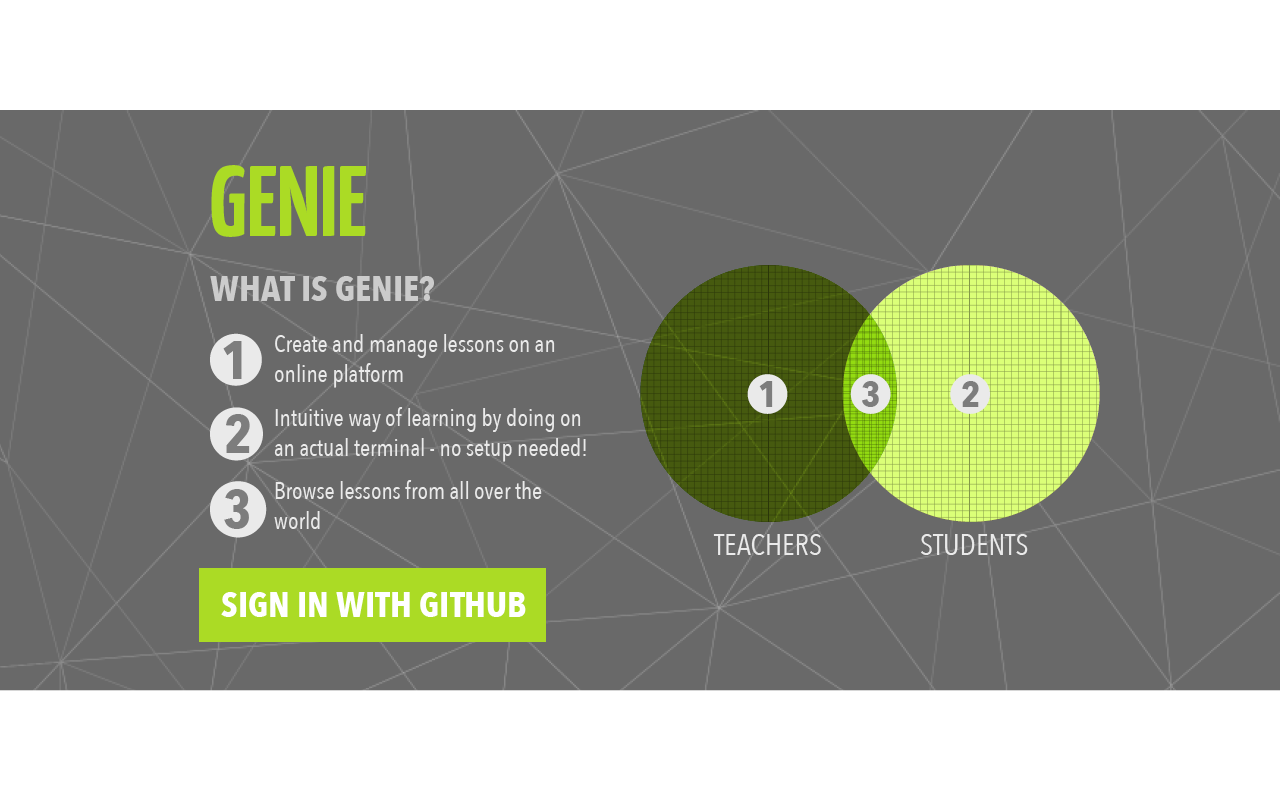 GENIE
WHAT IS GENIE?
1
Create and manage lessons on an
online platform
2
Intuitive way of learning by doing on
an actual terminal - no setup needed!
3
Browse lessons from all over the
world
SIGN IN WITH GITHUB
1
3
2
TEACHERS
STUDENTS